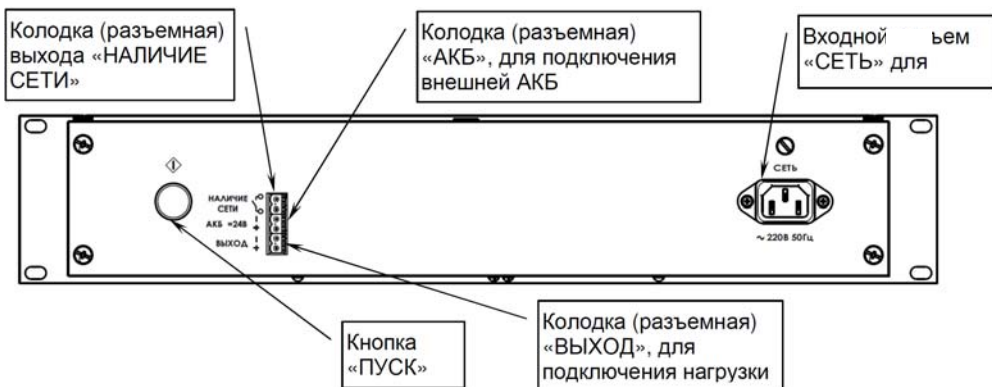 Колодка (разъемная)
выхода «НАЛИЧИЕ
СЕТИ»
Колодка (разъемная)
«АКБ», для подключения
внешней АКБ
Входной
«СЕТЬ» для
НАЛИЧИЕ
СЕТИ
АКБ =24В
ВЫХОД
СЕТЬ
~ 220В 50Гц
Кнопка
«ПУСК»
Колодка (разъемная)
«ВЫХОД», для
подключения нагрузки